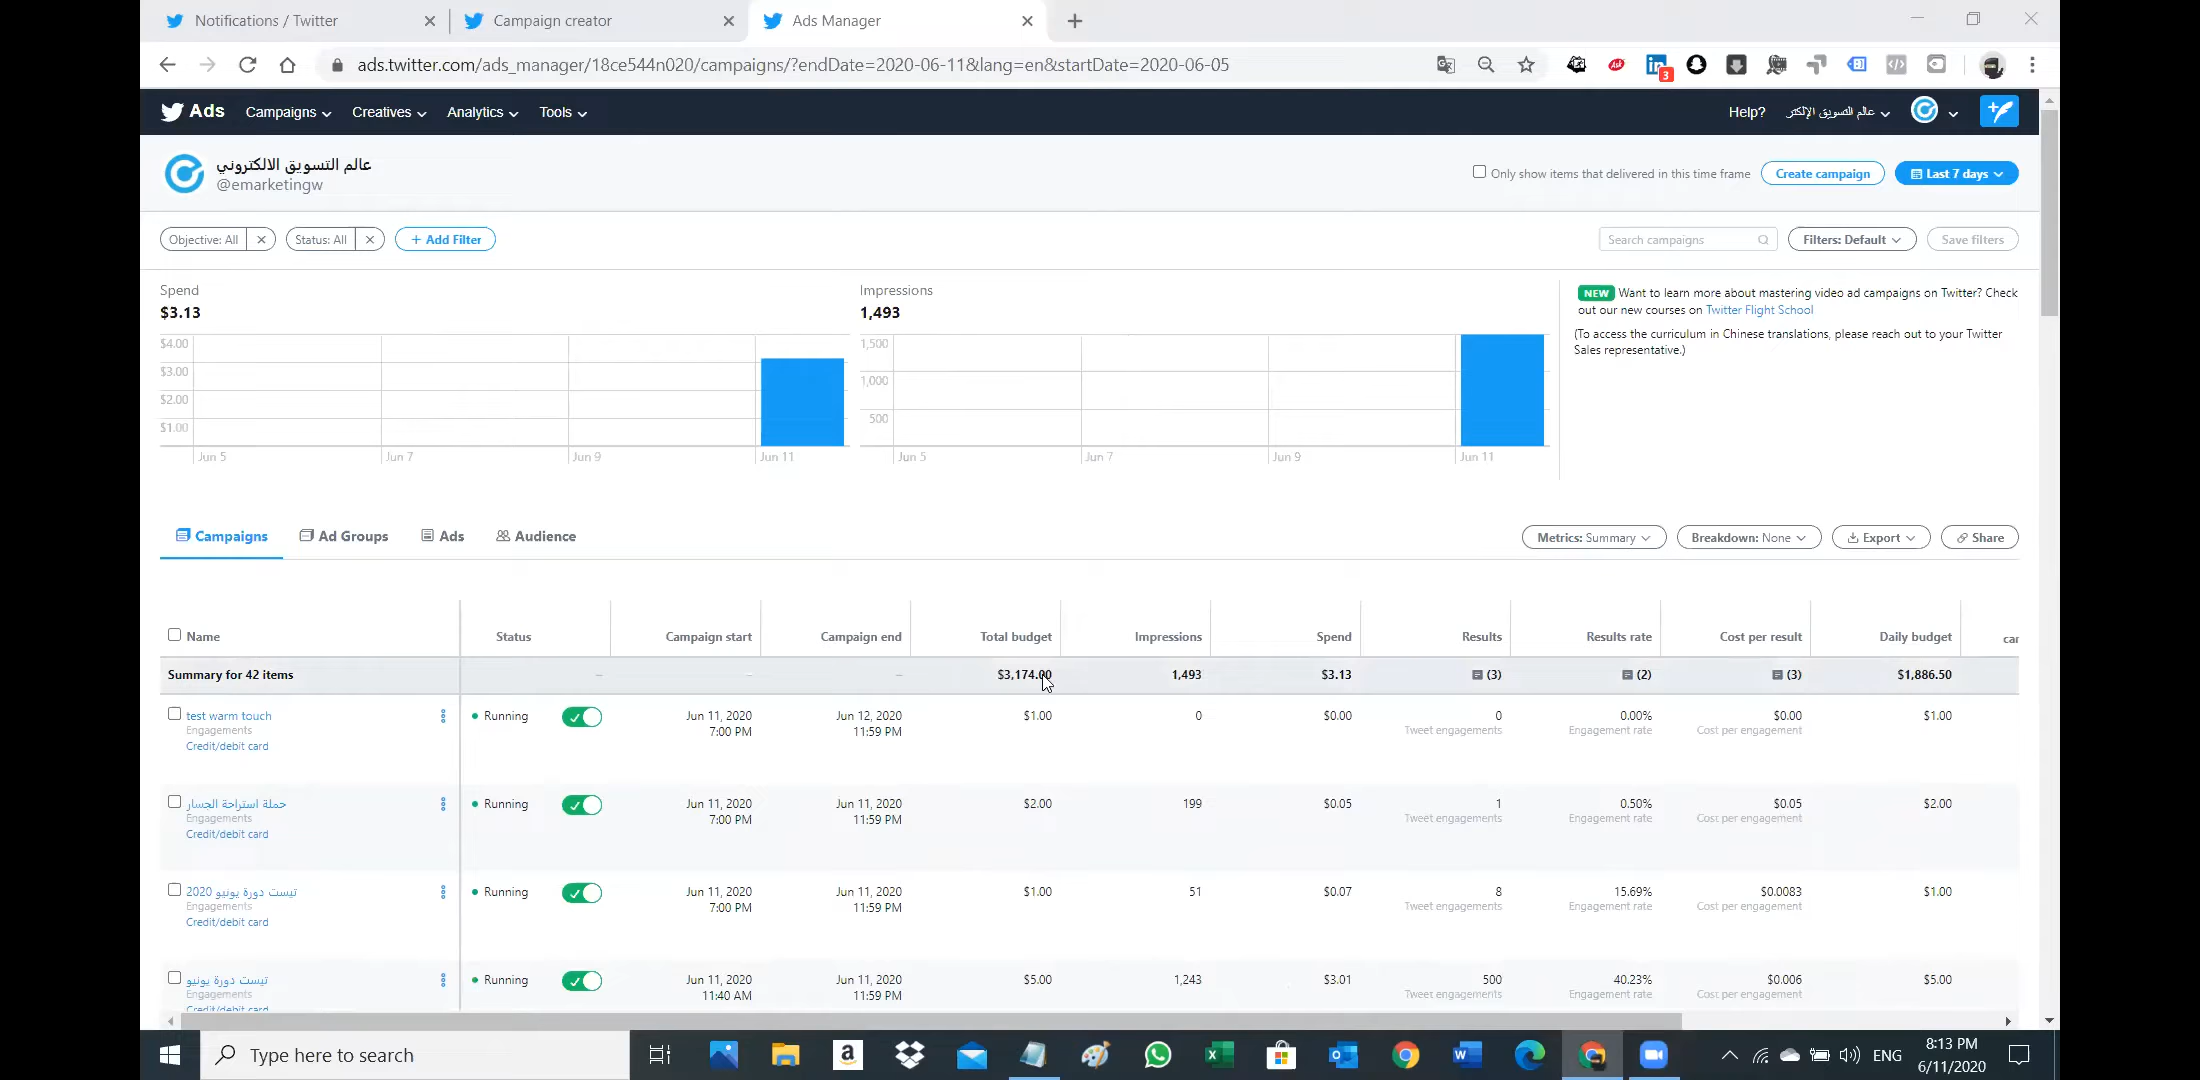 Notifications / Twitter
Campaign creator
Ads Manager
ads.twitter.com/ads_manager/18ce544n020/campaigns/?endDate=2020-06-11&lang=en&startDate=2020-06-05
3
Ads Campaigns Creatives Analytics Tools
Help? عالم التسويق الإلكتر
عالم التسويق الالكتروني
@emarketingw
Only show items that delivered in this time frame Create campaign Last 7 days
Objective: All Status: All + Add Filter
Search campaigns Filters: Default Save filters
Spend
$3.13
$4.00
$3.00
$2.00
$1.00
Jun 5 Jun 7 Jun 9 Jun 11
Impressions
1,493
1,500
1,000
500
Jun 5 Jun 7 Jun 9 Jun 11
NEW Want to learn more about mastering video ad campaigns on Twitter? Check
out our new courses on Twitter Flight School
(To access the curriculum in Chinese translations, please reach out to your Twitter
Sales representative.)
Campaigns Ad Groups Ads Audience
Metrics: Summary Breakdown: None Export Share
Name Status Campaign start Campaign end Total budget Impressions Spend Results Results rate Cost per result Daily budget car
Summary for 42 items – – – $3,174.00 1,493 $3.13 (3) (2) (3) $1,886.50
test warm touch Running Jun 11, 2020 Jun 12, 2020 $1.00 0 $0.00 0 0.00% $0.00 $1.00
Engagements 7:00 PM 11:59 PM Tweet engagements Engagement rate Cost per engagement
Credit/debit card
حملة استراحة الجسار Running Jun 11, 2020 Jun 11, 2020 $2.00 199 $0.05 1 0.50% $0.05 $2.00
Engagements 7:00 PM 11:59 PM Tweet engagements Engagement rate Cost per engagement
Credit/debit card
تيست دورة يونيو 2020 Running Jun 11, 2020 Jun 11, 2020 $1.00 51 $0.07 8 15.69% $0.0083 $1.00
Engagements 7:00 PM 11:59 PM Tweet engagements Engagement rate Cost per engagement
Credit/debit card
تيست دورة يونيو Running Jun 11, 2020 Jun 11, 2020 $5.00 1,243 $3.01 500 40.23% $0.006 $5.00
Engagements 11:40 AM 11:59 PM Tweet engagements Engagement rate Cost per engagement
Credit/debit card
Type here to search
ENG
8:13 PM
6/11/2020